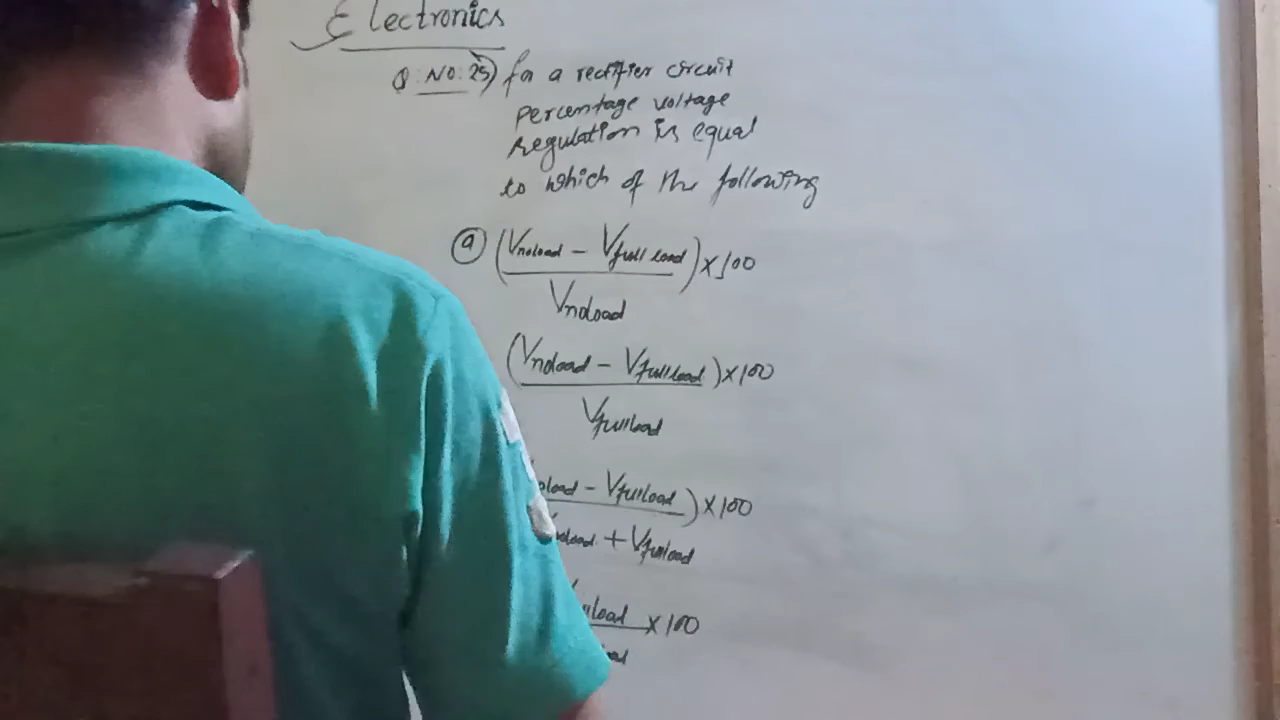 Electronics
Q. NO: 25) for a rectifier circuit
percentage voltage
regulation is equal
to which of the following
(a) (Vnoload - Vfull load) × 100
Vnoload
(Vnoload - Vfullload) × 100
Vfullload
oload - Vfullload) × 100
oload + Vfullload
load × 100